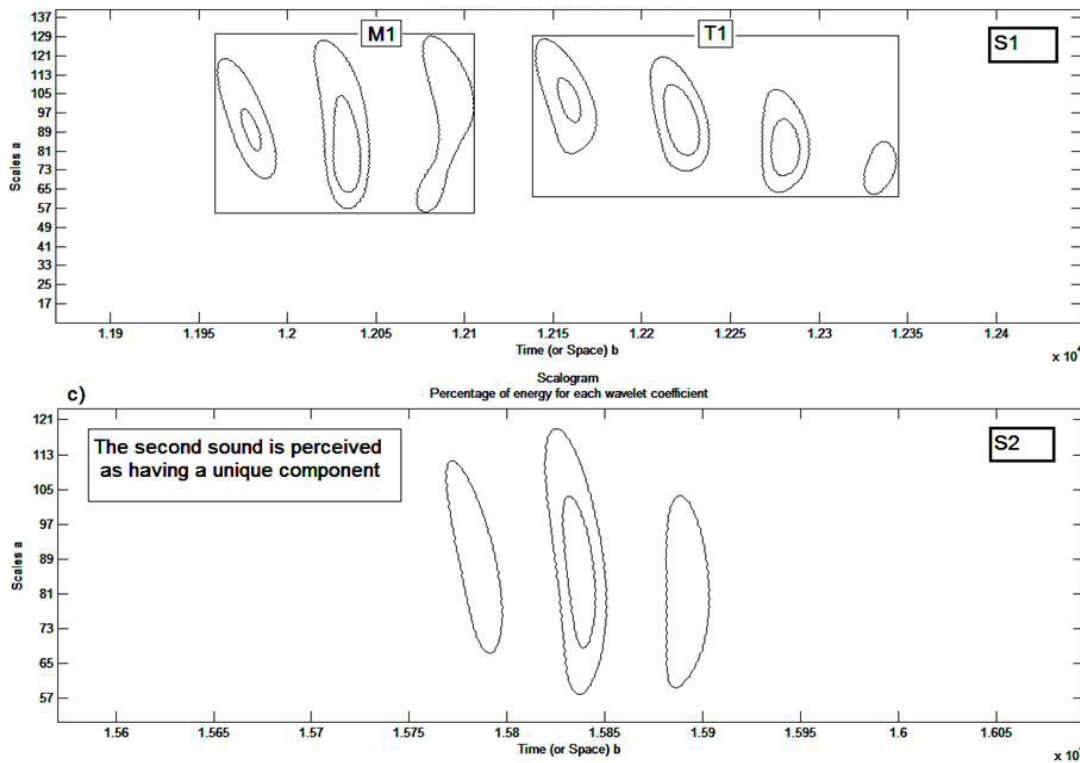 137
129
121
113
105
97
89
81
73
65
57
49
41
33
25
17
Scales a
M1
T1
S1
1.19 1.195 1.2 1.205 1.21 1.215 1.22 1.225 1.23 1.235 1.24
Time (or Space) b
c)
Scalogram
Percentage of energy for each wavelet coefficient
121
113
105
97
89
81
73
65
57
Scales a
The second sound is perceived
as having a unique component
S2
1.56 1.565 1.57 1.575 1.58 1.585 1.59 1.595 1.6 1.605
Time (or Space) b